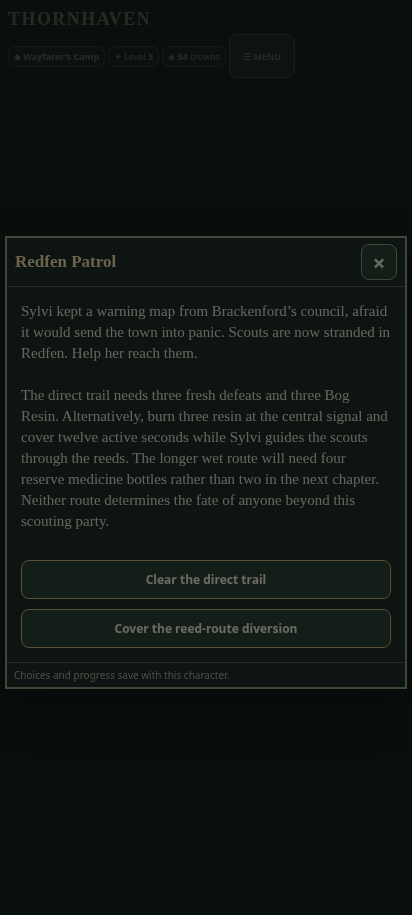 THORNHAVEN
◆ Wayfarer's Camp ✦ Level 3 ◈ 54 crowns ☰ MENU
Redfen Patrol ×
Sylvi kept a warning map from Brackenford’s council, afraid
it would send the town into panic. Scouts are now stranded in
Redfen. Help her reach them.
The direct trail needs three fresh defeats and three Bog
Resin. Alternatively, burn three resin at the central signal and
cover twelve active seconds while Sylvi guides the scouts
through the reeds. The longer wet route will need four
reserve medicine bottles rather than two in the next chapter.
Neither route determines the fate of anyone beyond this
scouting party.
Clear the direct trail
Cover the reed-route diversion
Choices and progress save with this character.